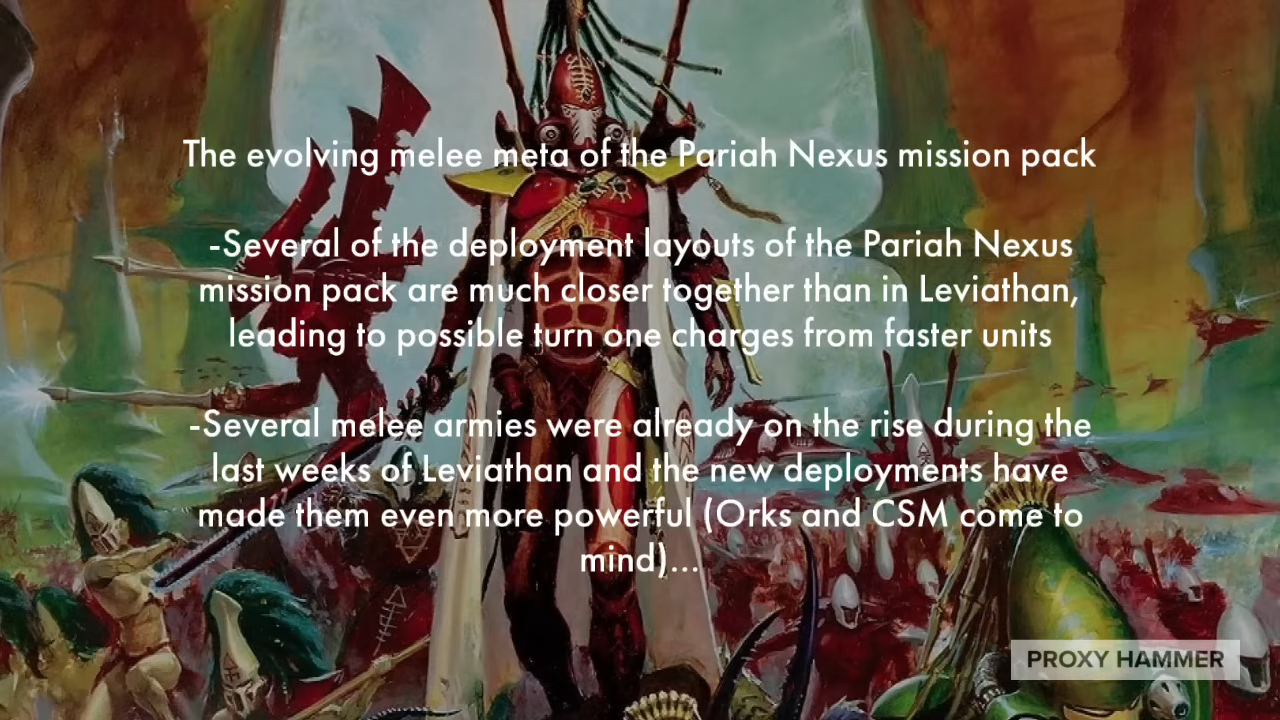 The evolving melee meta of the Pariah Nexus mission pack
-Several of the deployment layouts of the Pariah Nexus
mission pack are much closer together than in Leviathan,
leading to possible turn one charges from faster units
-Several melee armies were already on the rise during the
last weeks of Leviathan and the new deployments have
made them even more powerful (Orks and CSM come to
mind)...
PROXY HAMMER